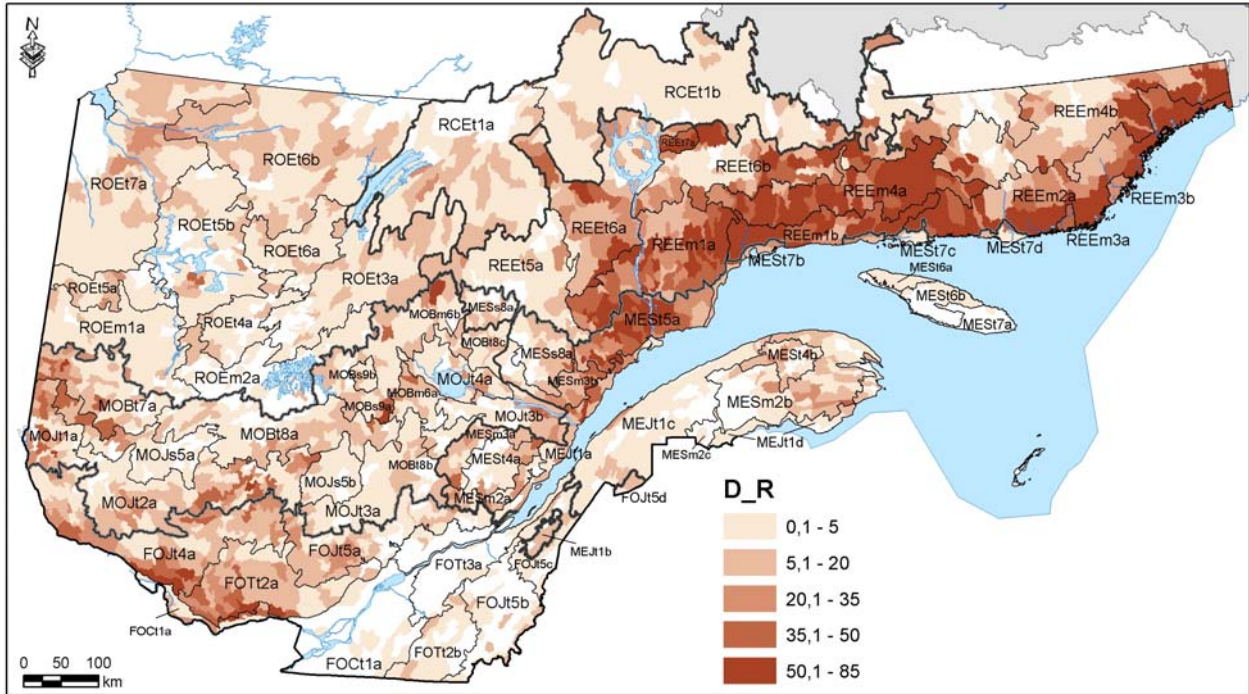 N
RCEt1b
RCEt1a
REEm4b
ROEt6b
REEt7a
REEt6b
ROEt7a
REEm4a
REEm2a
REEm3b
ROEt5b
REEt6a
REEm1a
REEm1b
MESt7c
MESt7d
REEm3a
ROEt6a
REEt5a
MESt7b
ROEt3a
MESt6a
ROEt5a
MESt6b
ROEm1a
ROEt4a
MOBm6b
MESs8a
MESt5a
MESt7a
MOBt8c
MESs8a
MESt4b
ROEm2a
MOBs9b
MOJt4a
MESm3b
MOBt7a
MOBs9a
MOBm6a
MESm2b
MOJt1a
MOBt8a
MOJt3b
MEJt1c
MESm3a
MEJt1d
MOJs5a
MOBt8b
MESt4a
MEJt1a
MESm2c
MOJs5b
MOJt2a
MESm2a
FOJt5d
MOJt3a
D_R
FOJt4a
FOJt5a
MEJt1b
0,1 - 5
FOTt2a
FOTt3a
FOJt5c
5,1 - 20
FOCt1a
FOJt5b
20,1 - 35
35,1 - 50
FOCt1a
FOTt2b
50,1 - 85
0 50 100
km